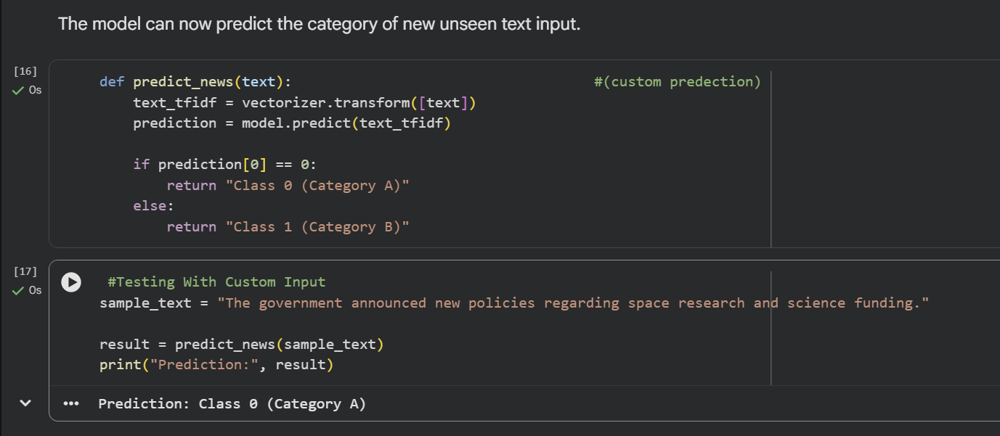 The model can now predict the category of new unseen text input.
[16]
0s
def predict_news(text): #(custom predection)
text_tfidf = vectorizer.transform([text])
prediction = model.predict(text_tfidf)
if prediction[0] == 0:
return "Class 0 (Category A)"
else:
return "Class 1 (Category B)"
[17]
0s
#Testing With Custom Input
sample_text = "The government announced new policies regarding space research and science funding."
result = predict_news(sample_text)
print("Prediction:", result)
Prediction: Class 0 (Category A)